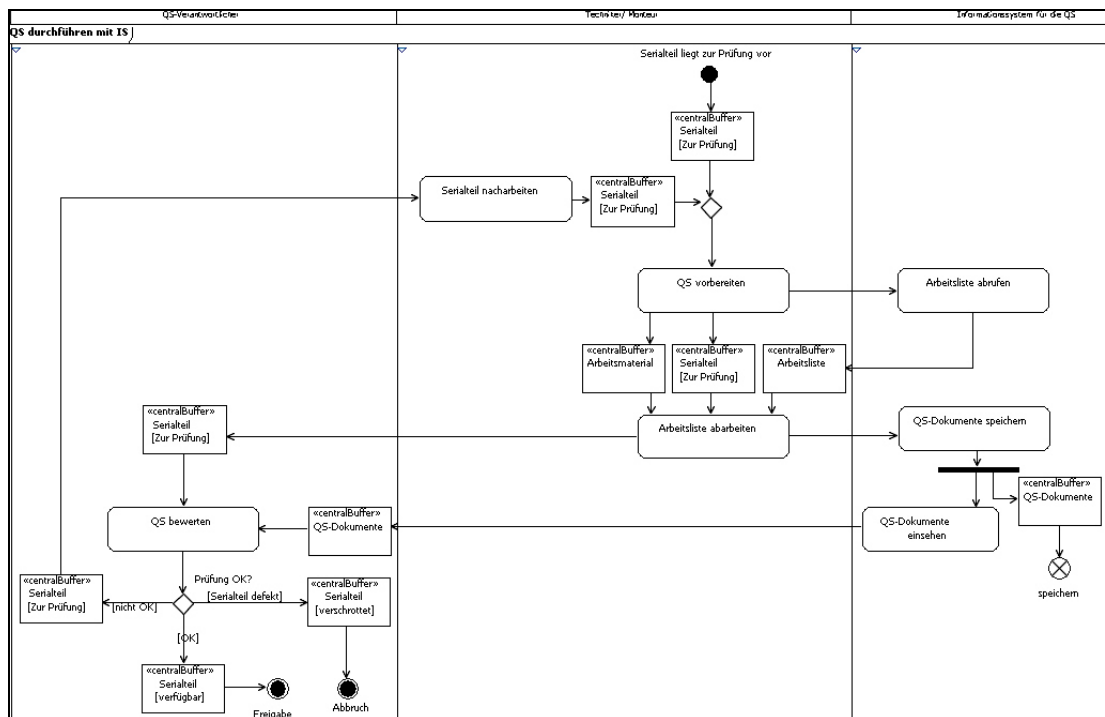 QS-Verantwortlicher
Techniker/ Monteur
Informationssystem für die QS
QS durchführen mit IS
Serialteil liegt zur Prüfung vor
«centralBuffer»
Serialteil
[Zur Prüfung]
Serialteil nacharbeiten
«centralBuffer»
Serialteil
[Zur Prüfung]
QS vorbereiten
Arbeitsliste abrufen
«centralBuffer»
Arbeitsmaterial
«centralBuffer»
Serialteil
[Zur Prüfung]
«centralBuffer»
Arbeitsliste
«centralBuffer»
Serialteil
[Zur Prüfung]
Arbeitsliste abarbeiten
QS-Dokumente speichern
«centralBuffer»
QS-Dokumente
QS bewerten
«centralBuffer»
QS-Dokumente
QS-Dokumente
einsehen
speichern
Prüfung OK?
«centralBuffer»
Serialteil
[Zur Prüfung]
[nicht OK]
[Serialteil defekt]
«centralBuffer»
Serialteil
[verschrottet]
[OK]
«centralBuffer»
Serialteil
[verfügbar]
Freigabe
Abbruch